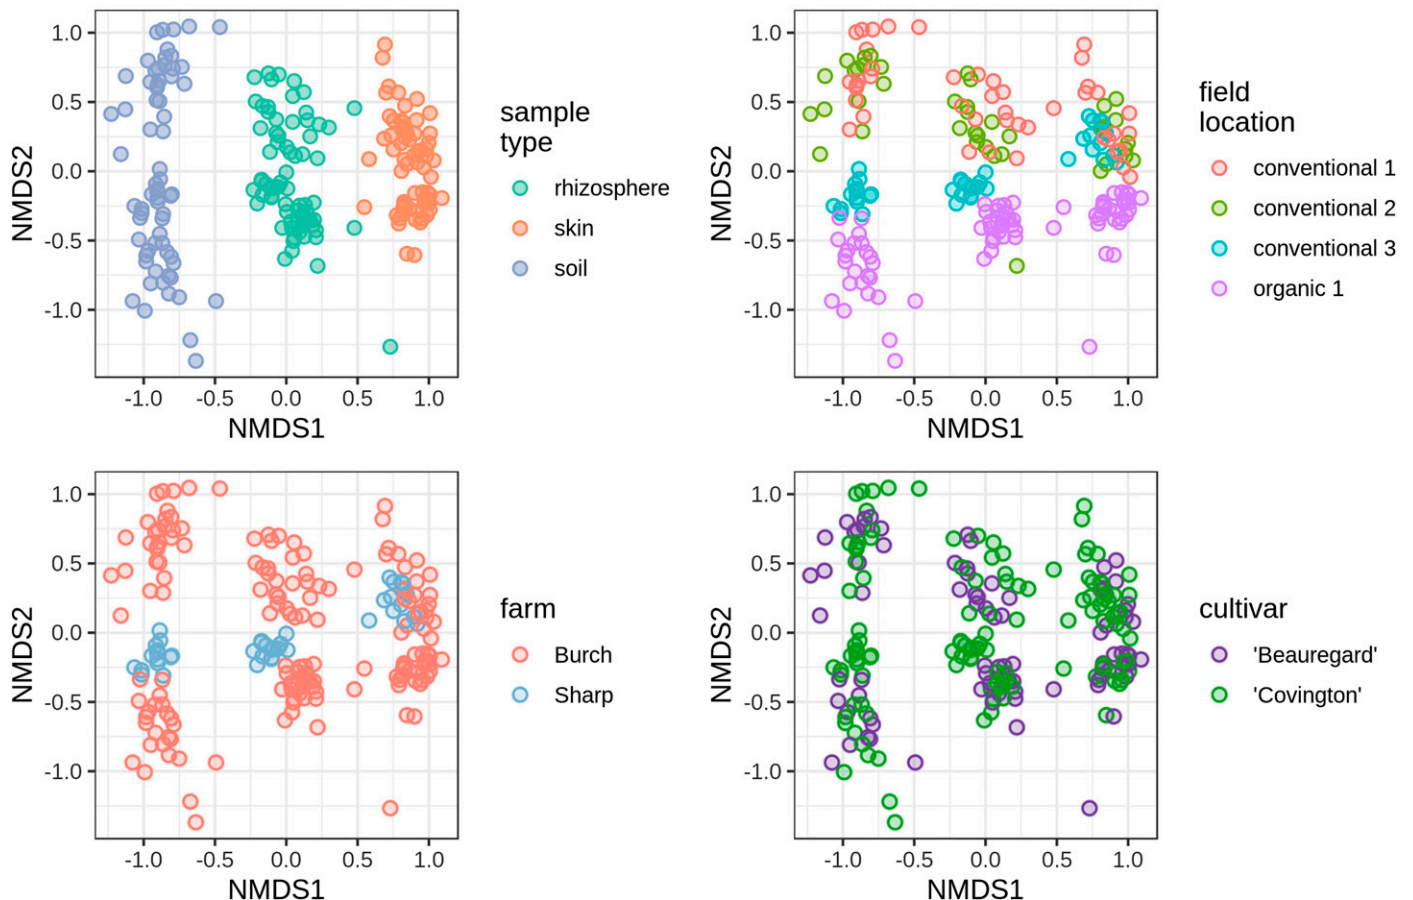 1.0
0.5
0.0
-0.5
-1.0
NMDS2
-1.0 -0.5 0.0 0.5 1.0
NMDS1
sample
type
rhizosphere
skin
soil
1.0
0.5
0.0
-0.5
-1.0
NMDS2
-1.0 -0.5 0.0 0.5 1.0
NMDS1
field
location
conventional 1
conventional 2
conventional 3
organic 1
1.0
0.5
0.0
-0.5
-1.0
NMDS2
-1.0 -0.5 0.0 0.5 1.0
NMDS1
farm
Burch
Sharp
1.0
0.5
0.0
-0.5
-1.0
NMDS2
-1.0 -0.5 0.0 0.5 1.0
NMDS1
cultivar
'Beauregard'
'Covington'